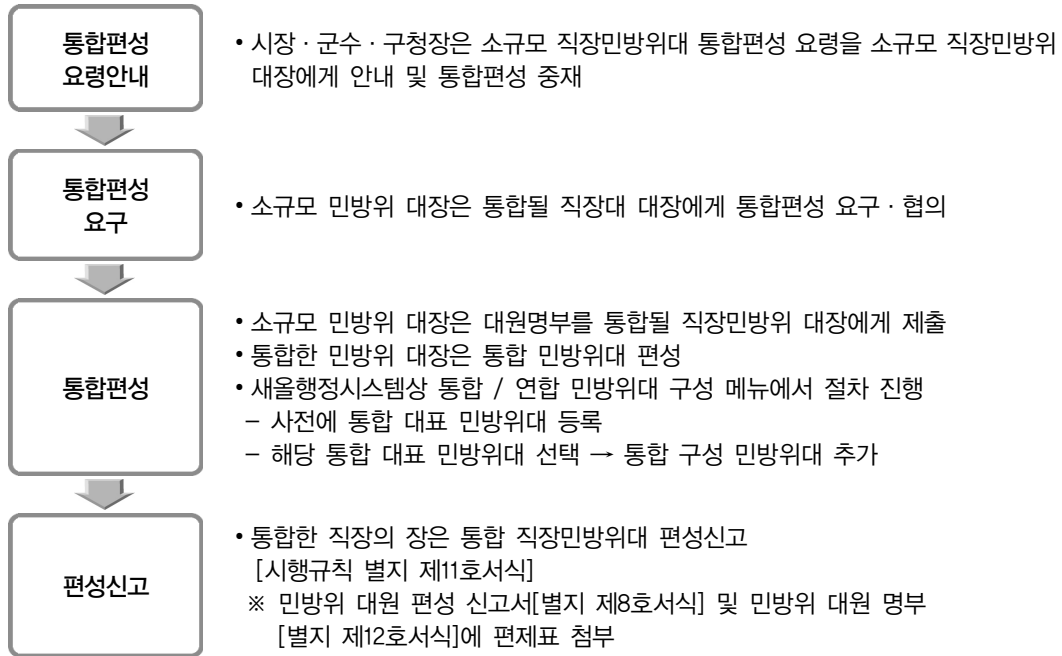 통합편성
요령안내
• 시장 · 군수 · 구청장은 소규모 직장민방위대 통합편성 요령을 소규모 직장민방위
대장에게 안내 및 통합편성 중재
통합편성
요구
• 소규모 민방위 대장은 통합될 직장대 대장에게 통합편성 요구 · 협의
통합편성
• 소규모 민방위 대장은 대원명부를 통합될 직장민방위 대장에게 제출
• 통합한 민방위 대장은 통합 민방위대 편성
• 새올행정시스템상 통합 / 연합 민방위대 구성 메뉴에서 절차 진행
- 사전에 통합 대표 민방위대 등록
- 해당 통합 대표 민방위대 선택 → 통합 구성 민방위대 추가
편성신고
• 통합한 직장의 장은 통합 직장민방위대 편성신고
[시행규칙 별지 제11호서식]
※ 민방위 대원 편성 신고서[별지 제8호서식] 및 민방위 대원 명부
[별지 제12호서식]에 편제표 첨부